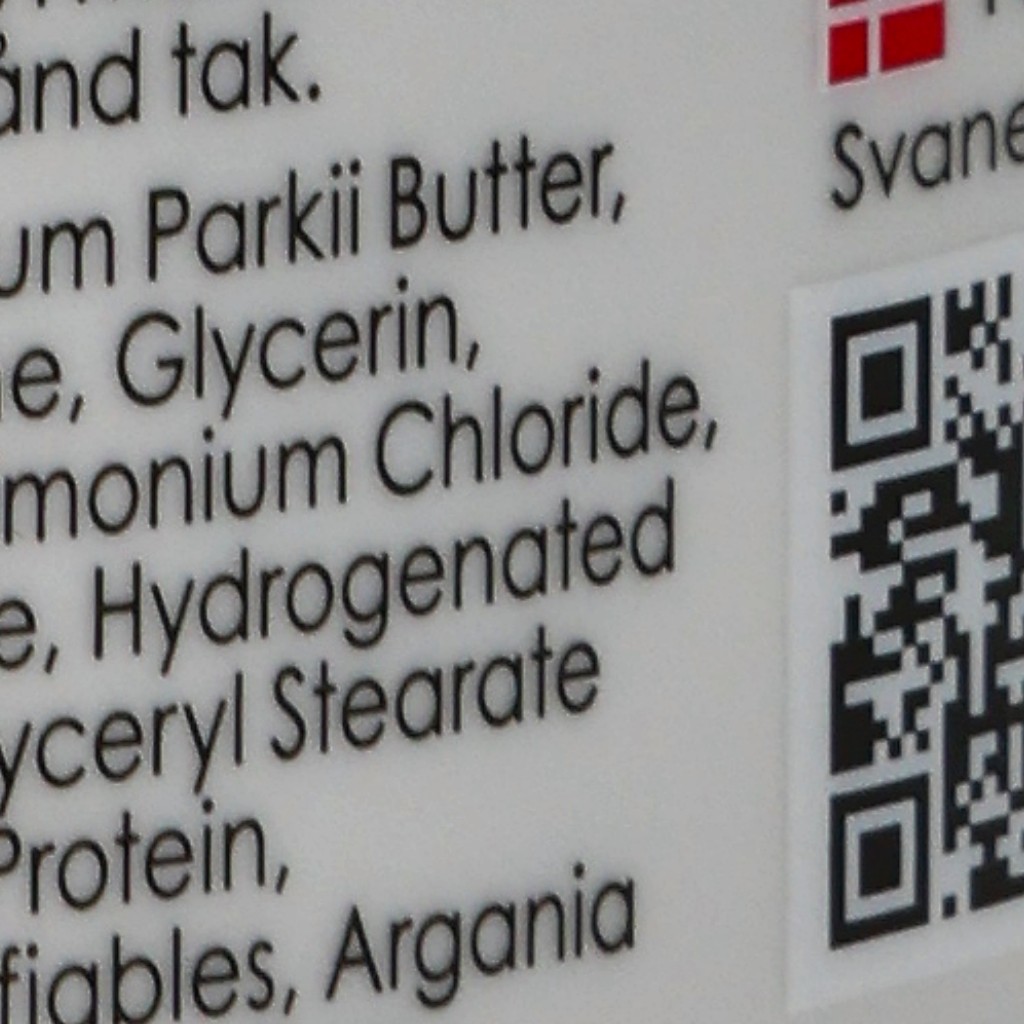 ånd tak.
um Parkii Butter,
e, Glycerin,
monium Chloride,
e, Hydrogenated
yceryl Stearate
Protein,
fiables, Argania
Svane